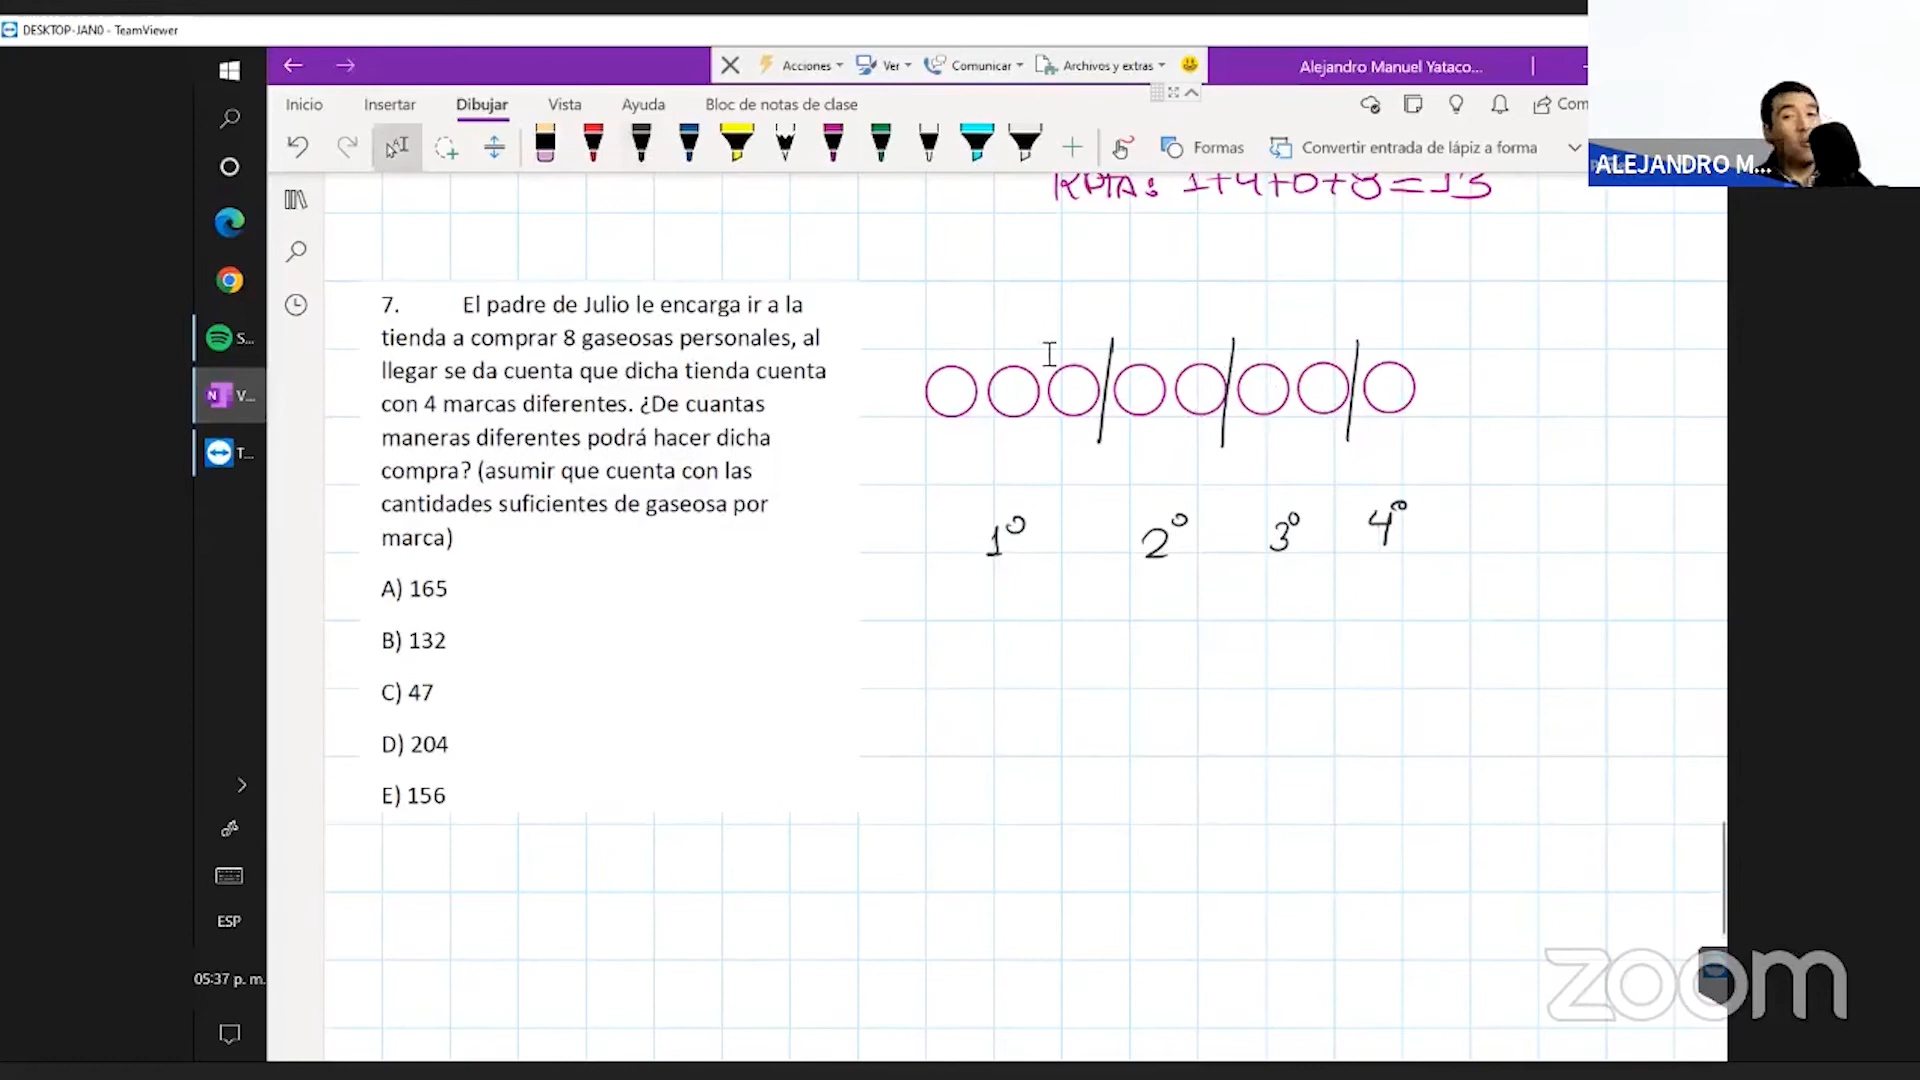 DESKTOP-JAN0 - TeamViewer
Acciones
Ver
Comunicar
Archivos y extras
Alejandro Manuel Yataco...
Inicio
Insertar
Dibujar
Vista
Ayuda
Bloc de notas de clase
Com
Formas
Convertir entrada de lápiz a forma
ALEJANDRO M...
S...
V...
T...
7. El padre de Julio le encarga ir a la
tienda a comprar 8 gaseosas personales, al
llegar se da cuenta que dicha tienda cuenta
con 4 marcas diferentes. ¿De cuantas
maneras diferentes podrá hacer dicha
compra? (asumir que cuenta con las
cantidades suficientes de gaseosa por
marca)
A) 165
B) 132
C) 47
D) 204
E) 156
1° 2° 3° 4°
ESP
05:37 p. m.
zoom